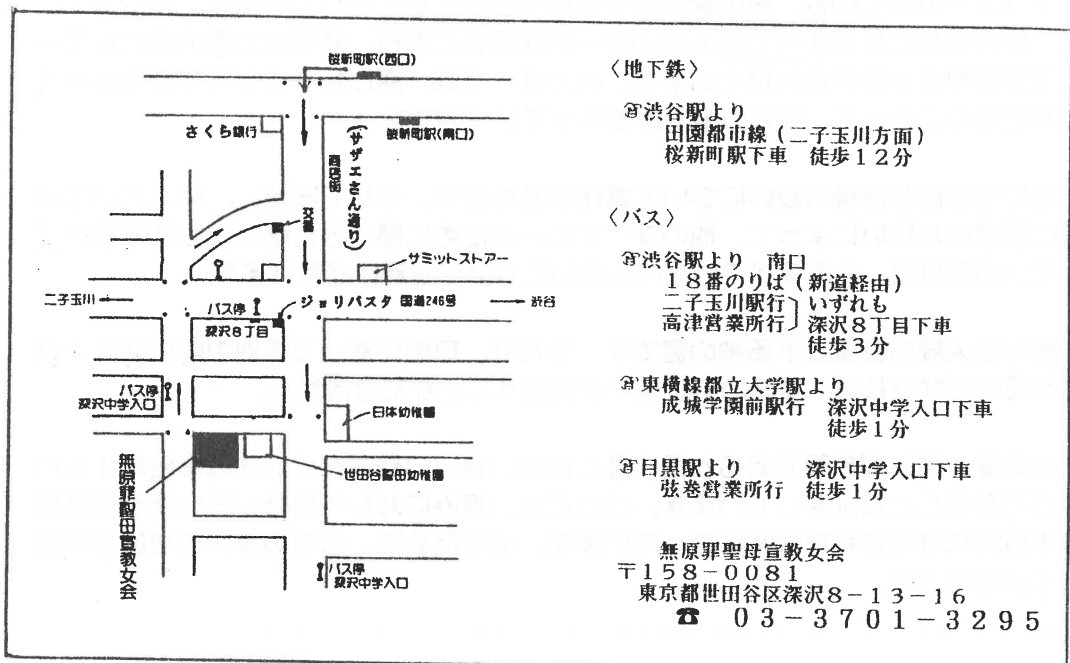 桜新町駅(西口)
さくら銀行
桜新町駅(南口)
商店街
(サザエさん通り)
交番
サミットストアー
二子玉川
バス停
深沢8丁目
ジョリパスタ
国道246号
渋谷
バス停
深沢中学入口
日体幼稚園
世田谷聖母幼稚園
無原罪聖母宣教女会
バス停
深沢中学入口
〈地下鉄〉
渋谷駅より
田園都市線(二子玉川方面)
桜新町駅下車 徒歩12分
〈バス〉
渋谷駅より 南口
18番のりば(新道経由)
二子玉川駅行
高津営業所行
いずれも
深沢8丁目下車
徒歩3分
東横線都立大学駅より
成城学園前駅行 深沢中学入口下車
徒歩1分
目黒駅より 深沢中学入口下車
弦巻営業所行 徒歩1分
無原罪聖母宣教女会
〒158-0081
東京都世田谷区深沢8-13-16
☎ 03-3701-3295